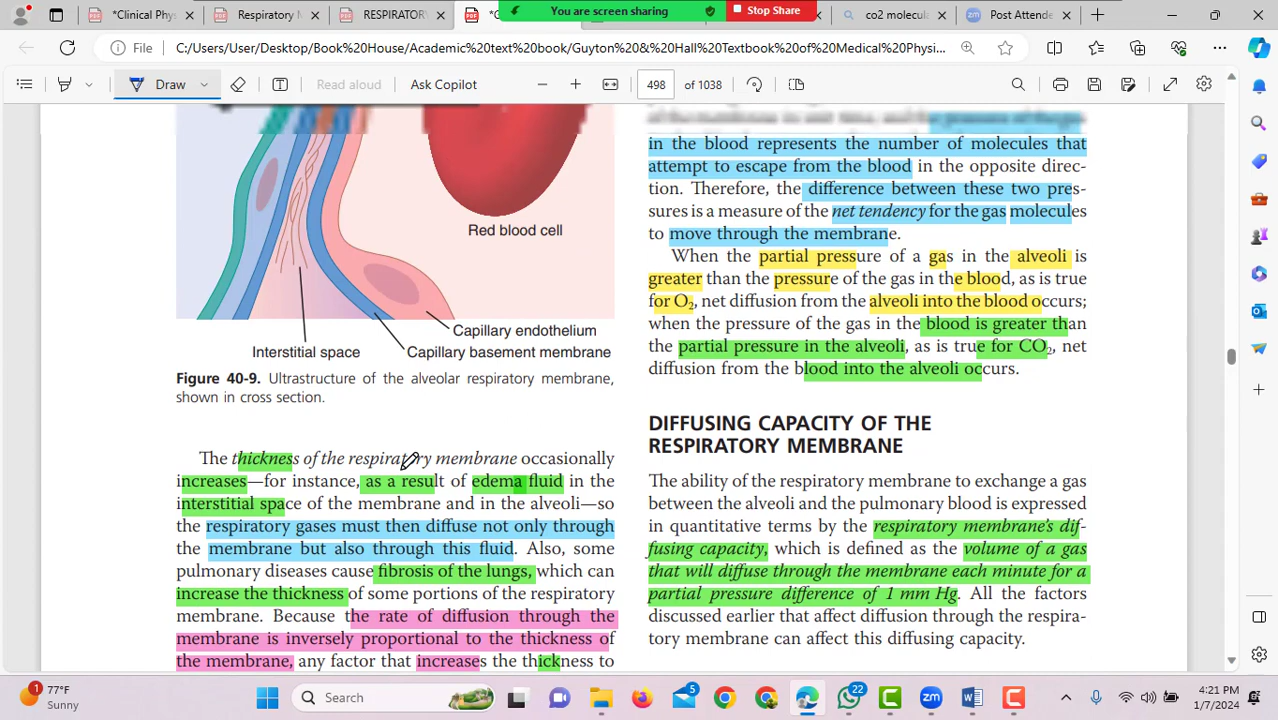 "Clinical Physi
Respiratory M
RESPIRATORY
"G
You are screen sharing
Stop Share
co2 molecula
Post Attende
File
C:/Users/User/Desktop/Book%20House/Academic%20text%20book/Guyton%20&%20Hall%20Textbook%20of%20Medical%20Physi...
Draw
Read aloud
Ask Copilot
498
of 1038
Red blood cell
Capillary endothelium
Interstitial space
Capillary basement membrane
Figure 40-9. Ultrastructure of the alveolar respiratory membrane,
shown in cross section.
The thickness of the respiratory membrane occasionally
increases—for instance, as a result of edema fluid in the
interstitial space of the membrane and in the alveoli—so
the respiratory gases must then diffuse not only through
the membrane but also through this fluid. Also, some
pulmonary diseases cause fibrosis of the lungs, which can
increase the thickness of some portions of the respiratory
membrane. Because the rate of diffusion through the
membrane is inversely proportional to the thickness of
the membrane, any factor that increases the thickness to
in the blood represents the number of molecules that
attempt to escape from the blood in the opposite direc-
tion. Therefore, the difference between these two pres-
sures is a measure of the net tendency for the gas molecules
to move through the membrane.
When the partial pressure of a gas in the alveoli is
greater than the pressure of the gas in the blood, as is true
for O₂, net diffusion from the alveoli into the blood occurs;
when the pressure of the gas in the blood is greater than
the partial pressure in the alveoli, as is true for CO₂, net
diffusion from the blood into the alveoli occurs.
DIFFUSING CAPACITY OF THE
RESPIRATORY MEMBRANE
The ability of the respiratory membrane to exchange a gas
between the alveoli and the pulmonary blood is expressed
in quantitative terms by the respiratory membrane's dif-
fusing capacity, which is defined as the volume of a gas
that will diffuse through the membrane each minute for a
partial pressure difference of 1 mm Hg. All the factors
discussed earlier that affect diffusion through the respira-
tory membrane can affect this diffusing capacity.
1
77°F
Sunny
Search
5
22
4:21 PM
1/7/2024